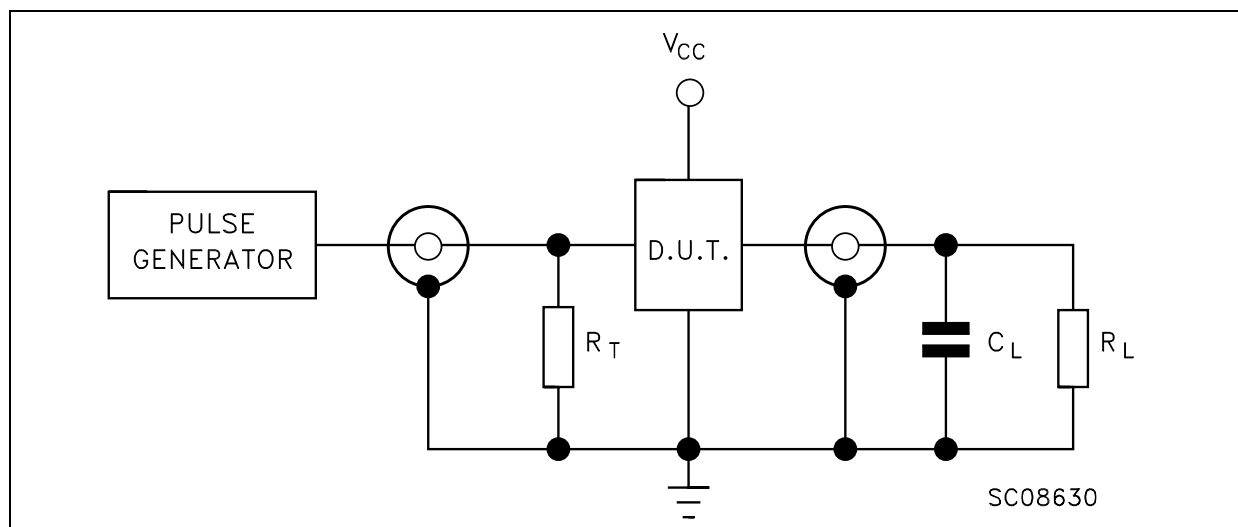 VCC
PULSE
GENERATOR
D.U.T.
RT
CL
RL
SC08630